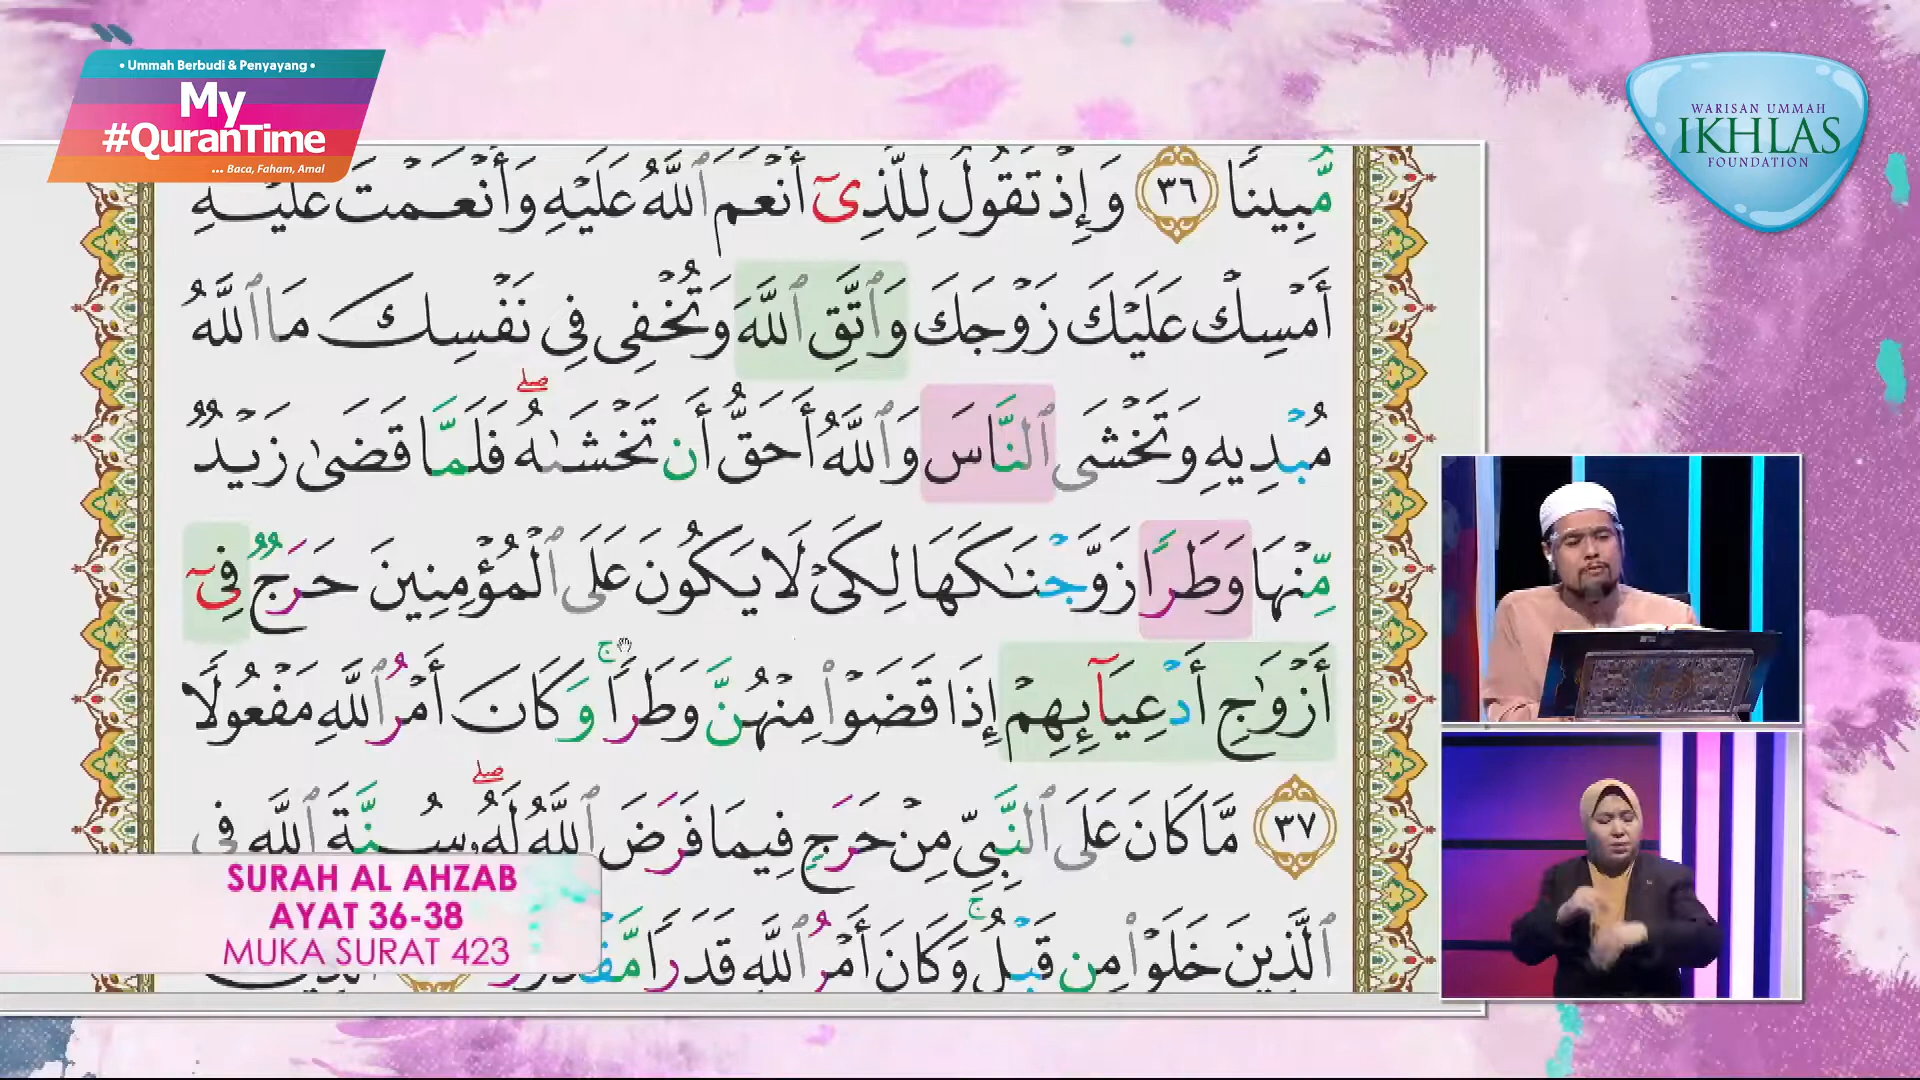 • Ummah Berbudi & Penyayang •
My
#QuranTime
... Baca, Faham, Amal
WARISAN UMMAH
IKHLAS
FOUNDATION
مُّبِينًا ٣٦ وَإِذْ تَقُولُ لِلَّذِىٓ أَنْعَمَ ٱللَّهُ عَلَيْهِ وَأَنْعَمْتَ عَلَيْهِ
أَمْسِكْ عَلَيْكَ زَوْجَكَ وَٱتَّقِ ٱللَّهَ وَتُخْفِى فِى نَفْسِكَ مَا ٱللَّهُ
مُبْدِيهِ وَتَخْشَى ٱلنَّاسَ وَٱللَّهُ أَحَقُّ أَن تَخْشَىٰهُ ۖ فَلَمَّا قَضَىٰ زَيْدٌ
مِّنْهَا وَطَرًا زَوَّجْنَـٰكَهَا لِكَىْ لَا يَكُونَ عَلَى ٱلْمُؤْمِنِينَ حَرَجٌ فِىٓ
أَزْوَٰجِ أَدْعِيَآئِهِمْ إِذَا قَضَوْا۟ مِنْهُنَّ وَطَرًا ۚ وَكَانَ أَمْرُ ٱللَّهِ مَفْعُولًا
٣٧ مَّا كَانَ عَلَى ٱلنَّبِىِّ مِنْ حَرَجٍ فِيمَا فَرَضَ ٱللَّهُ لَهُۥ ۖ سُنَّةَ ٱللَّهِ فِى
ٱلَّذِينَ خَلَوْا۟ مِن قَبْلُ ۚ وَكَانَ أَمْرُ ٱللَّهِ قَدَرًا
SURAH AL AHZAB
AYAT 36-38
MUKA SURAT 423